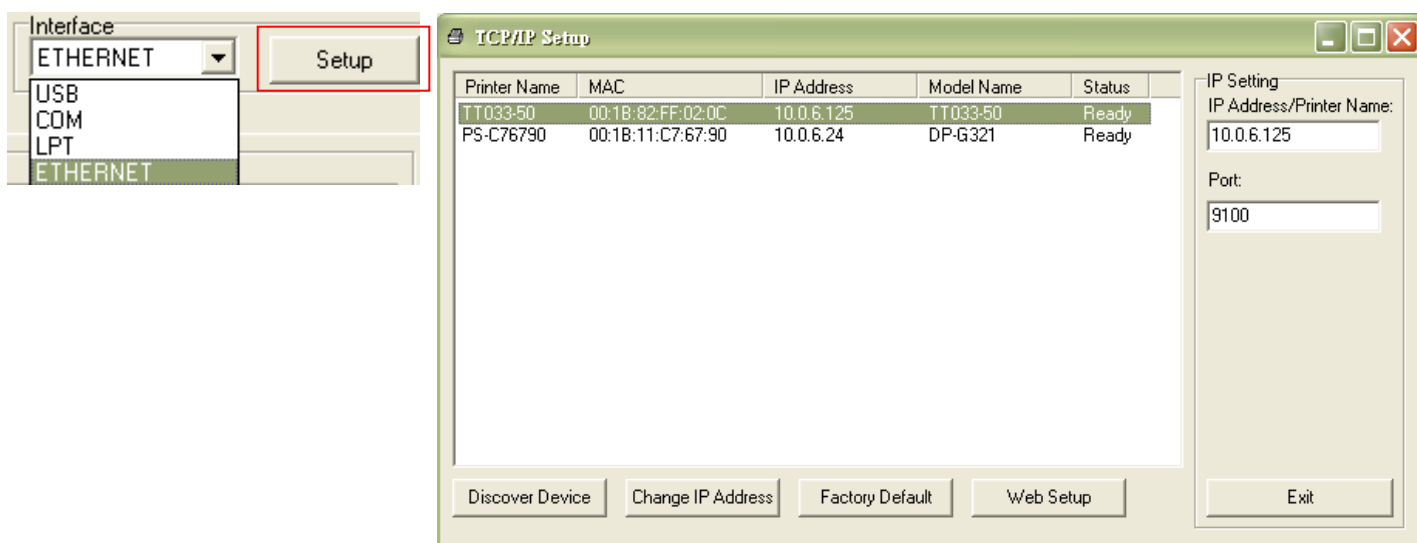 Interface
ETHERNET
Setup
USB
COM
LPT
ETHERNET
TCP/IP Setup
Printer Name MAC IP Address Model Name Status
TT033-50 00:1B:82:FF:02:0C 10.0.6.125 TT033-50 Ready
PS-C76790 00:1B:11:C7:67:90 10.0.6.24 DP-G321 Ready
IP Setting
IP Address/Printer Name:
10.0.6.125
Port:
9100
Discover Device Change IP Address Factory Default Web Setup Exit